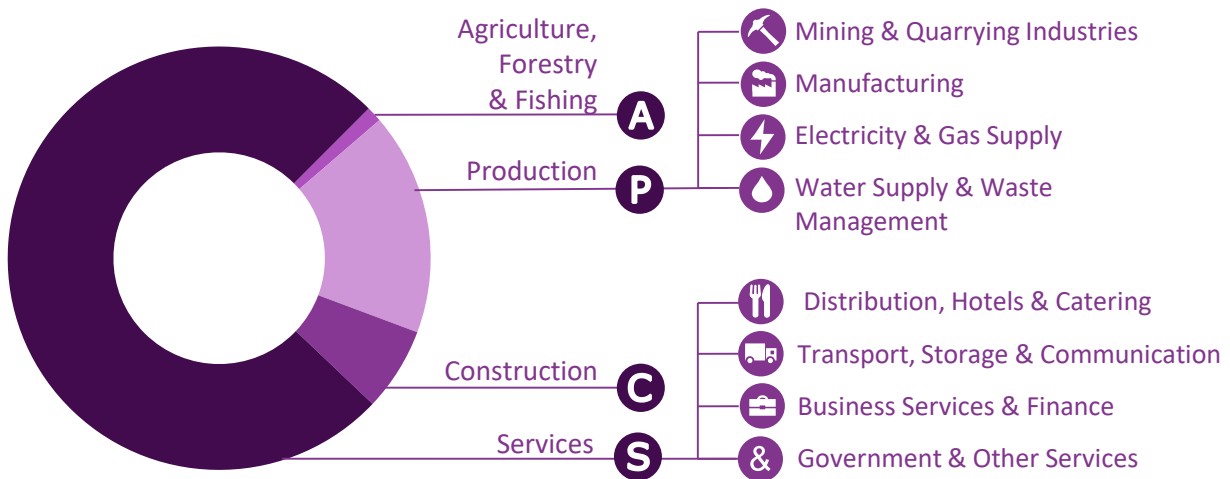 Agriculture,
Forestry
& Fishing
A
Production
P
Mining & Quarrying Industries
Manufacturing
Electricity & Gas Supply
Water Supply & Waste
Management
Construction
C
Services
S
Distribution, Hotels & Catering
Transport, Storage & Communication
Business Services & Finance
&
Government & Other Services